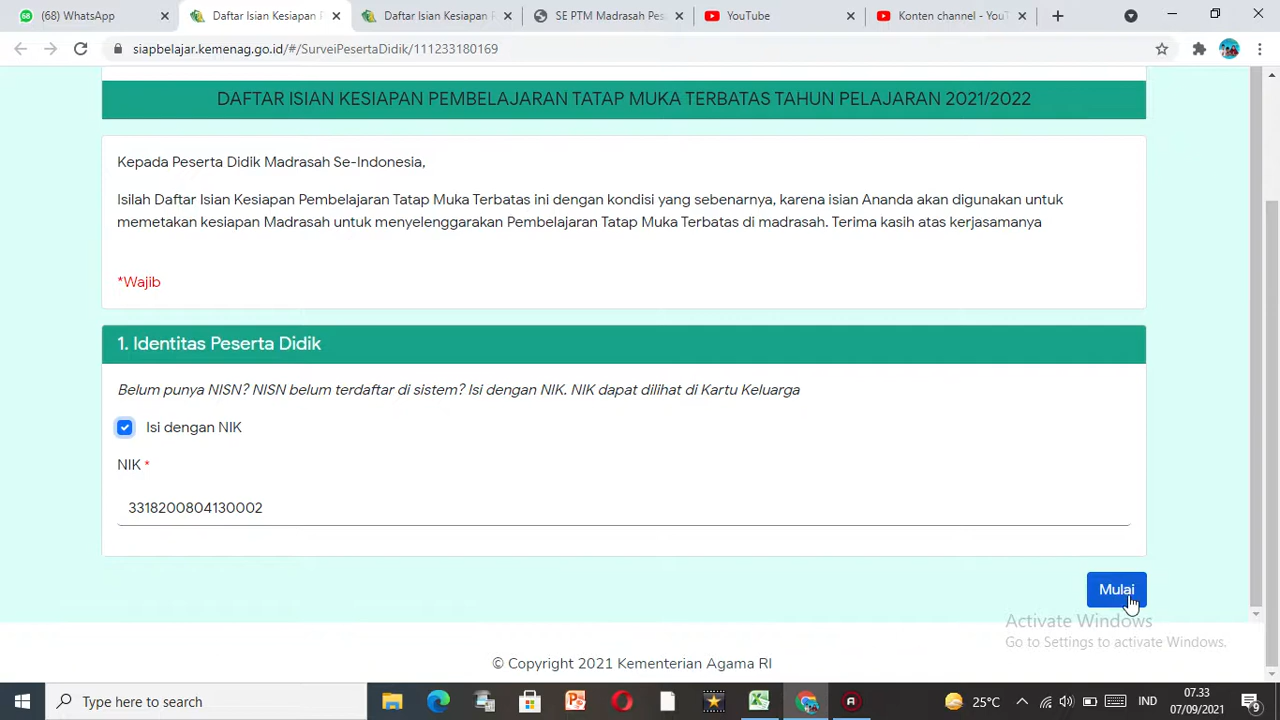 (68) WhatsApp
Daftar Isian Kesiapan P
Daftar Isian Kesiapan P
SE PTM Madrasah Pes
YouTube
Konten channel - YouT
siapbelajar.kemenag.go.id/#/SurveiPesertaDidik/111233180169
DAFTAR ISIAN KESIAPAN PEMBELAJARAN TATAP MUKA TERBATAS TAHUN PELAJARAN 2021/2022
Kepada Peserta Didik Madrasah Se-Indonesia,
Isilah Daftar Isian Kesiapan Pembelajaran Tatap Muka Terbatas ini dengan kondisi yang sebenarnya, karena isian Ananda akan digunakan untuk
memetakan kesiapan Madrasah untuk menyelenggarakan Pembelajaran Tatap Muka Terbatas di madrasah. Terima kasih atas kerjasamanya
*Wajib
1. Identitas Peserta Didik
Belum punya NISN? NISN belum terdaftar di sistem? Isi dengan NIK. NIK dapat dilihat di Kartu Keluarga
Isi dengan NIK
NIK *
3318200804130002
Mulai
Activate Windows
Go to Settings to activate Windows.
© Copyright 2021 Kementerian Agama RI
Type here to search
25°C
IND
07.33
07/09/2021
9